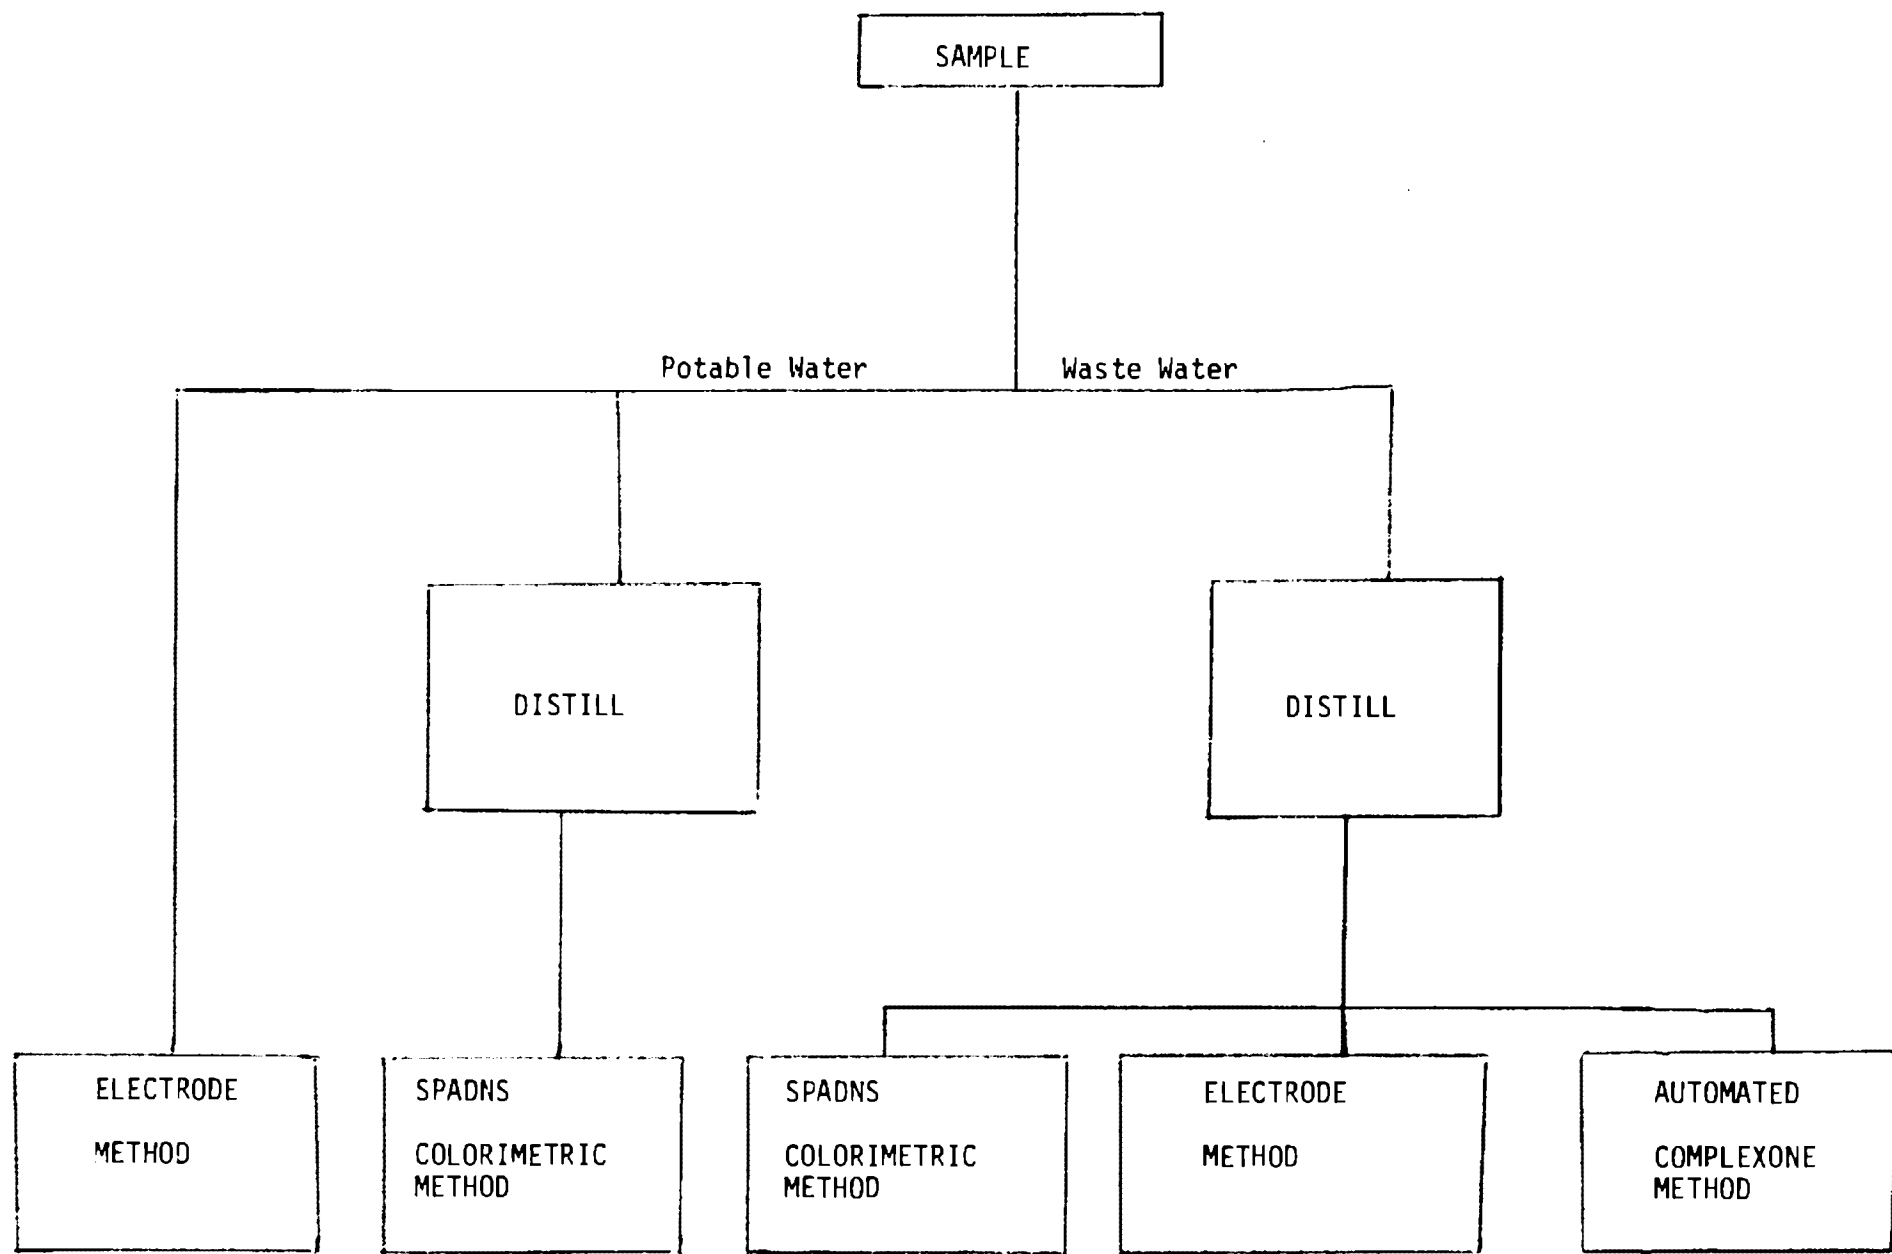 SAMPLE
Potable Water
Waste Water
DISTILL
DISTILL
ELECTRODE
METHOD
SPADNS
COLORIMETRIC
METHOD
SPADNS
COLORIMETRIC
METHOD
ELECTRODE
METHOD
AUTOMATED
COMPLEXONE
METHOD